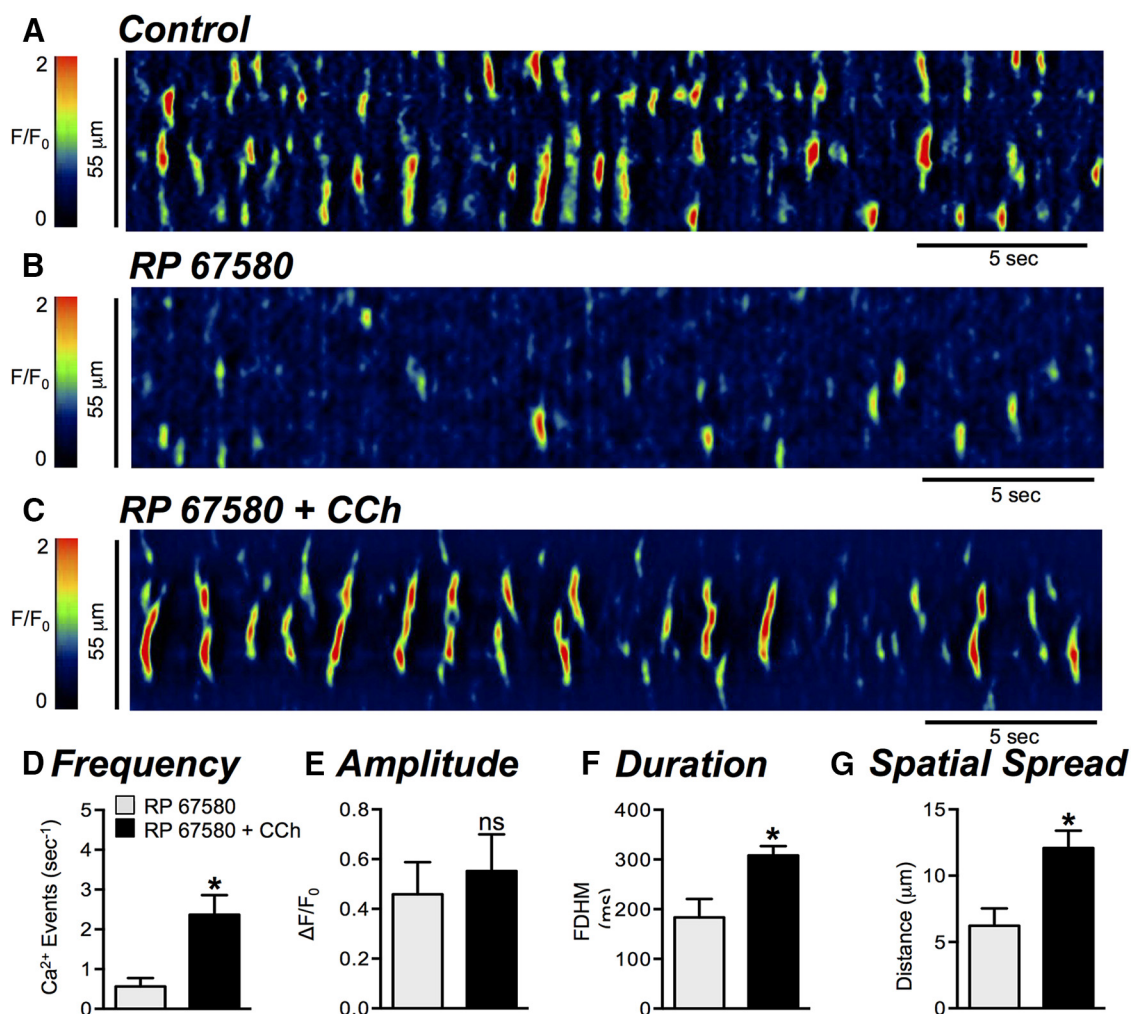 A Control
2
F/F₀
0
55 µm
5 sec
B RP 67580
2
F/F₀
0
55 µm
5 sec
C RP 67580 + CCh
2
F/F₀
0
55 µm
5 sec
D Frequency
RP 67580
RP 67580 + CCh
Ca²⁺ Events (sec⁻¹)
5
4
3
2
1
0
*
E Amplitude
ΔF/F₀
0.8
0.6
0.4
0.2
0.0
ns
F Duration
FDHM
(ms)
400
300
200
100
0
*
G Spatial Spread
Distance (µm)
15
10
5
0
*